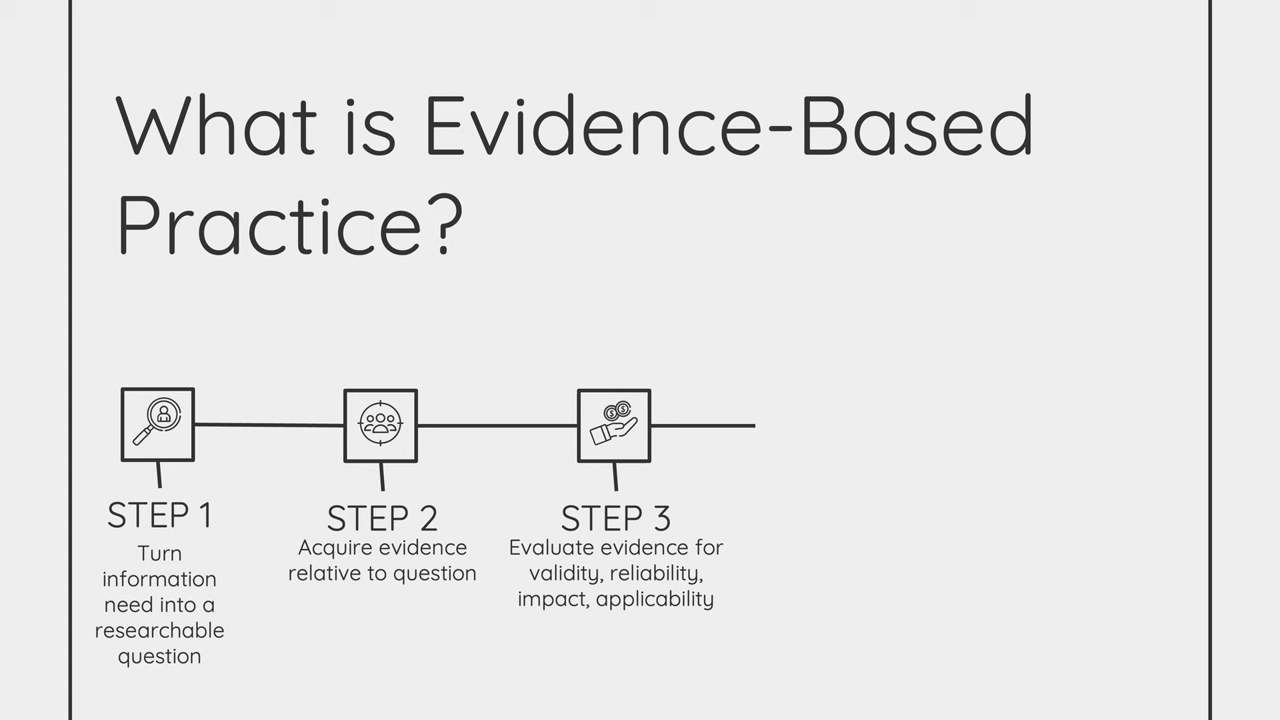 What is Evidence-Based
Practice?
STEP 1
Turn
information
need into a
researchable
question
STEP 2
Acquire evidence
relative to question
STEP 3
Evaluate evidence for
validity, reliability,
impact, applicability